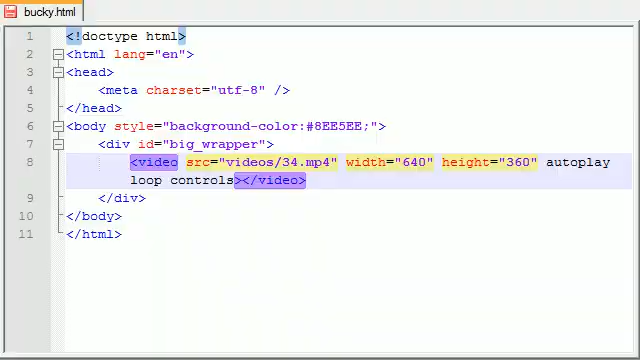 bucky.html
1 <!doctype html>
2 <html lang="en">
3 <head>
4 <meta charset="utf-8" />
5 </head>
6 <body style="background-color:#8EE5EE;">
7 <div id="big_wrapper">
8 <video src="videos/34.mp4" width="640" height="360" autoplay
loop controls></video>
9 </div>
10 </body>
11 </html>